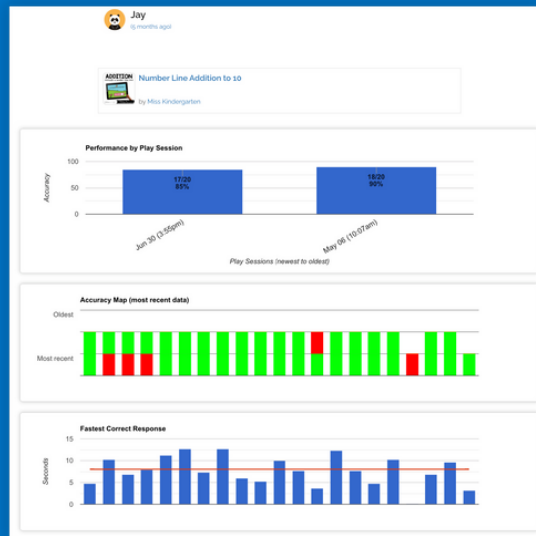 Jay
(5 months ago)
ADDITION
Number Line Addition to 10
by Miss Kindergarten
Performance by Play Session
Accuracy
100
50
0
17/20
85%
18/20
90%
Jun 30 (3:55pm)
May 06 (10:07am)
Play Sessions (newest to oldest)
Accuracy Map (most recent data)
Oldest
Most recent
Fastest Correct Response
Seconds
15
10
5
0